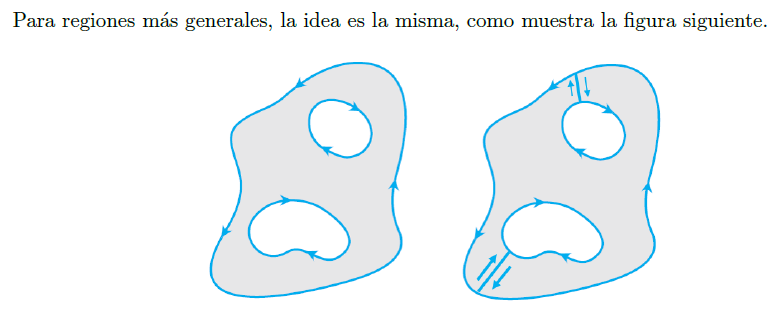 Para regiones más generales, la idea es la misma, como muestra la figura siguiente.